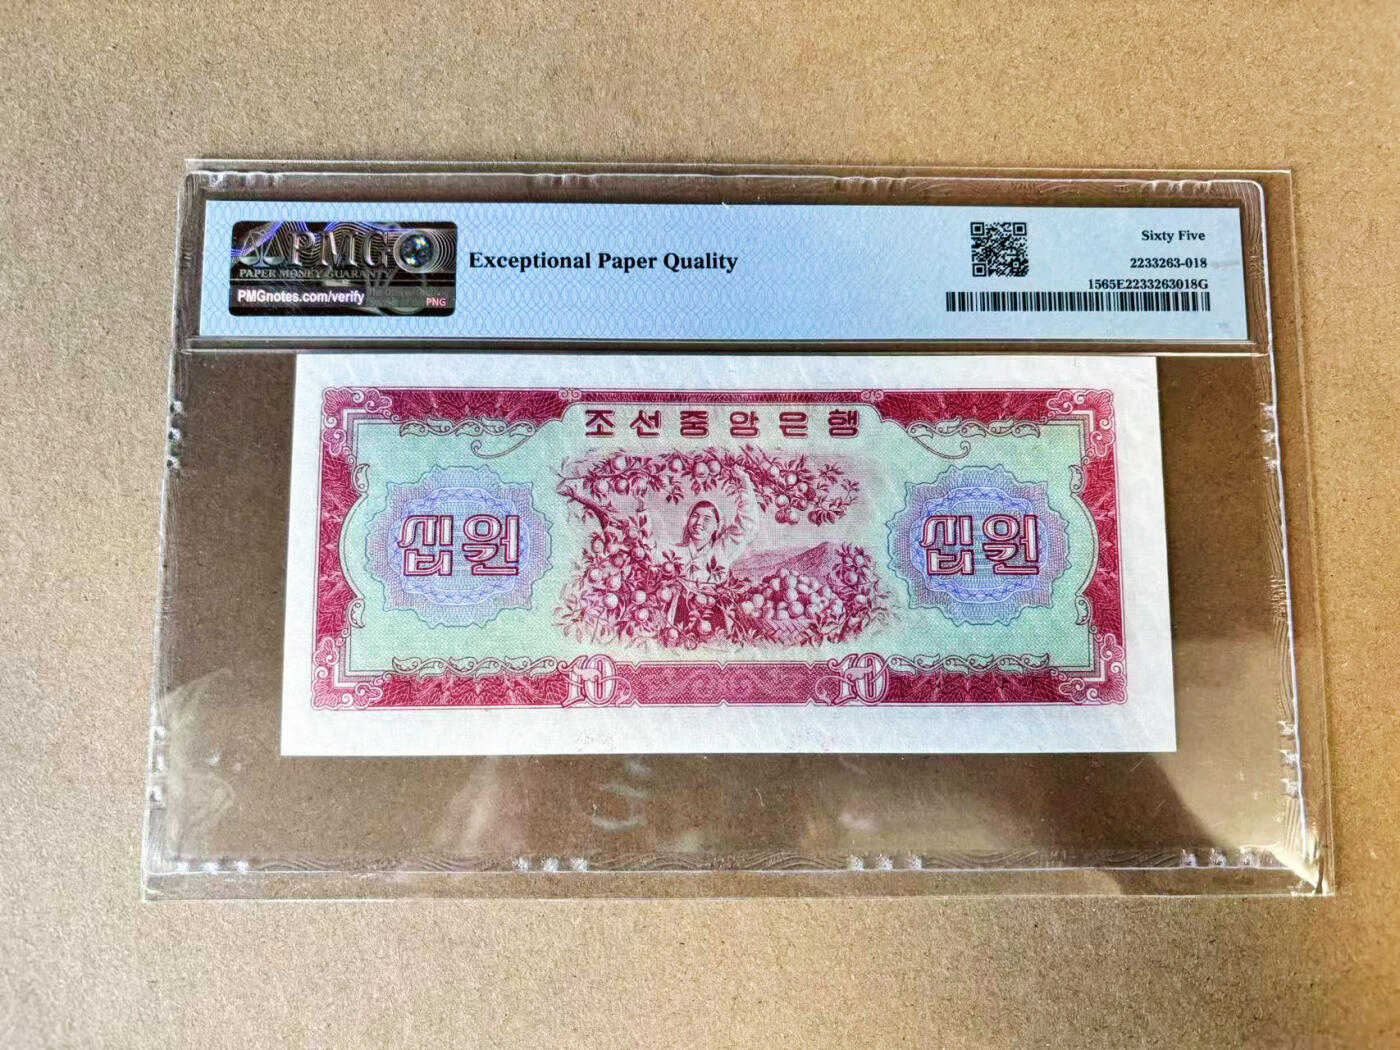 PMG
PAPER MONEY GUARANTY
PMGnotes.com/verify
PNG
Exceptional Paper Quality
Sixty Five
2233263-018
1565E2233263018G
조선중앙은행
십원
십원
10
10